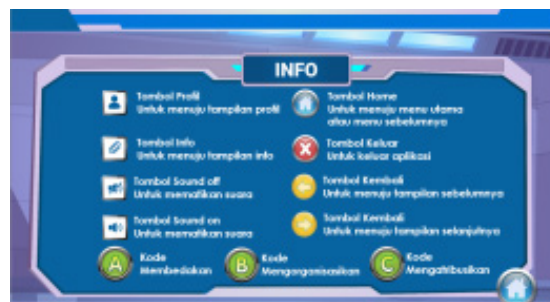 INFO
Tombol Profil
Untuk menuju tampilan profil
Tombol Info
Untuk menuju tampilan info
Tombol Sound off
Untuk mematikan suara
Tombol Sound on
Untuk mematikan suara
Tombol Home
Untuk menuju menu utama
atau menu sebelumnya
Tombol Keluar
Untuk keluar aplikasi
Tombol Kembali
Untuk menuju tampilan sebelumnya
Tombol Kembali
Untuk menuju tampilan selanjutnya
A
Kode
Membedakan
B
Kode
Mengorganisasikan
C
Kode
Mengatribusikan